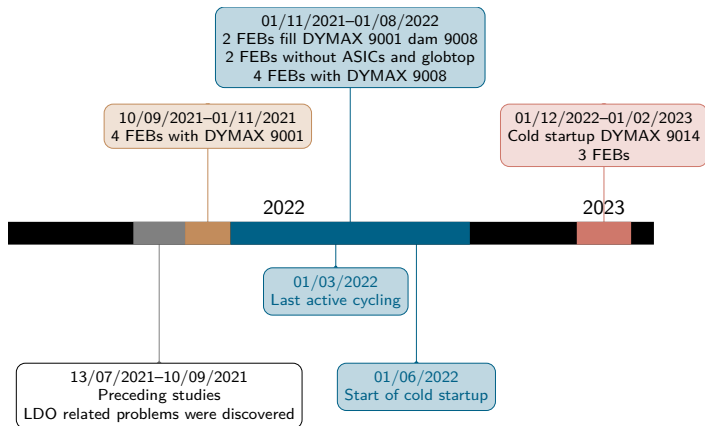 01/11/2021–01/08/2022
2 FEBs fill DYMAX 9001 dam 9008
2 FEBs without ASICs and globtop
4 FEBs with DYMAX 9008
10/09/2021–01/11/2021
4 FEBs with DYMAX 9001
01/12/2022–01/02/2023
Cold startup DYMAX 9014
3 FEBs
2022
2023
01/03/2022
Last active cycling
13/07/2021–10/09/2021
Preceding studies
LDO related problems were discovered
01/06/2022
Start of cold startup